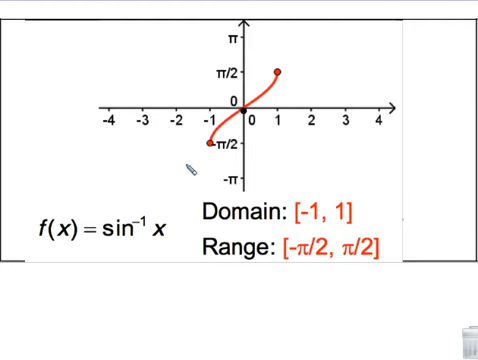 π
π/2
0
-4 -3 -2 -1 0 1 2 3 4
-π/2
-π
f(x) = sin⁻¹ x
Domain: [-1, 1]
Range: [-π/2, π/2]